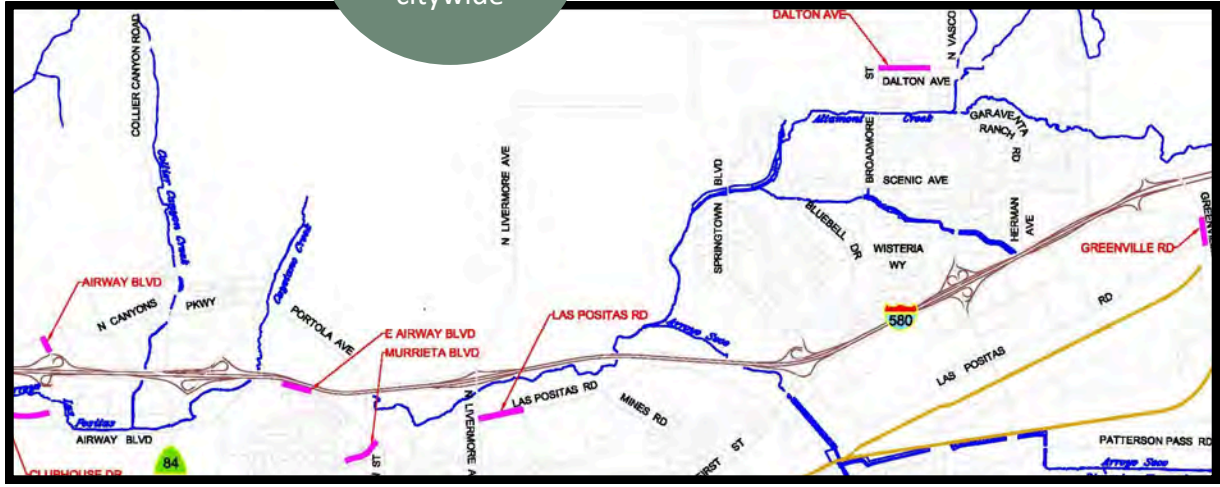 citywide
DALTON AVE
N VASCO
ST
DALTON AVE
COLLIER CANYON ROAD
Altamont Creek
GARAVENTA
RANCH
RD
BROADMORE
N LIVERMORE AVE
SPRINGTOWN BLVD
SCENIC AVE
Collier Canyon Creek
BLUEBELL DR
WISTERIA
WY
HERMAN
AVE
GREENVILLE RD
AIRWAY BLVD
N CANYONS PKWY
Cayetano Creek
PORTOLA AVE
E AIRWAY BLVD
MURRIETA BLVD
LAS POSITAS RD
Arroyo Seco
580
LAS POSITAS RD
LAS POSITAS RD
MINES RD
N LIVERMORE A
Positas
AIRWAY BLVD
84
CLUBHOUSE DR
ST
ST
PATTERSON PASS RD
Arroyo Seco